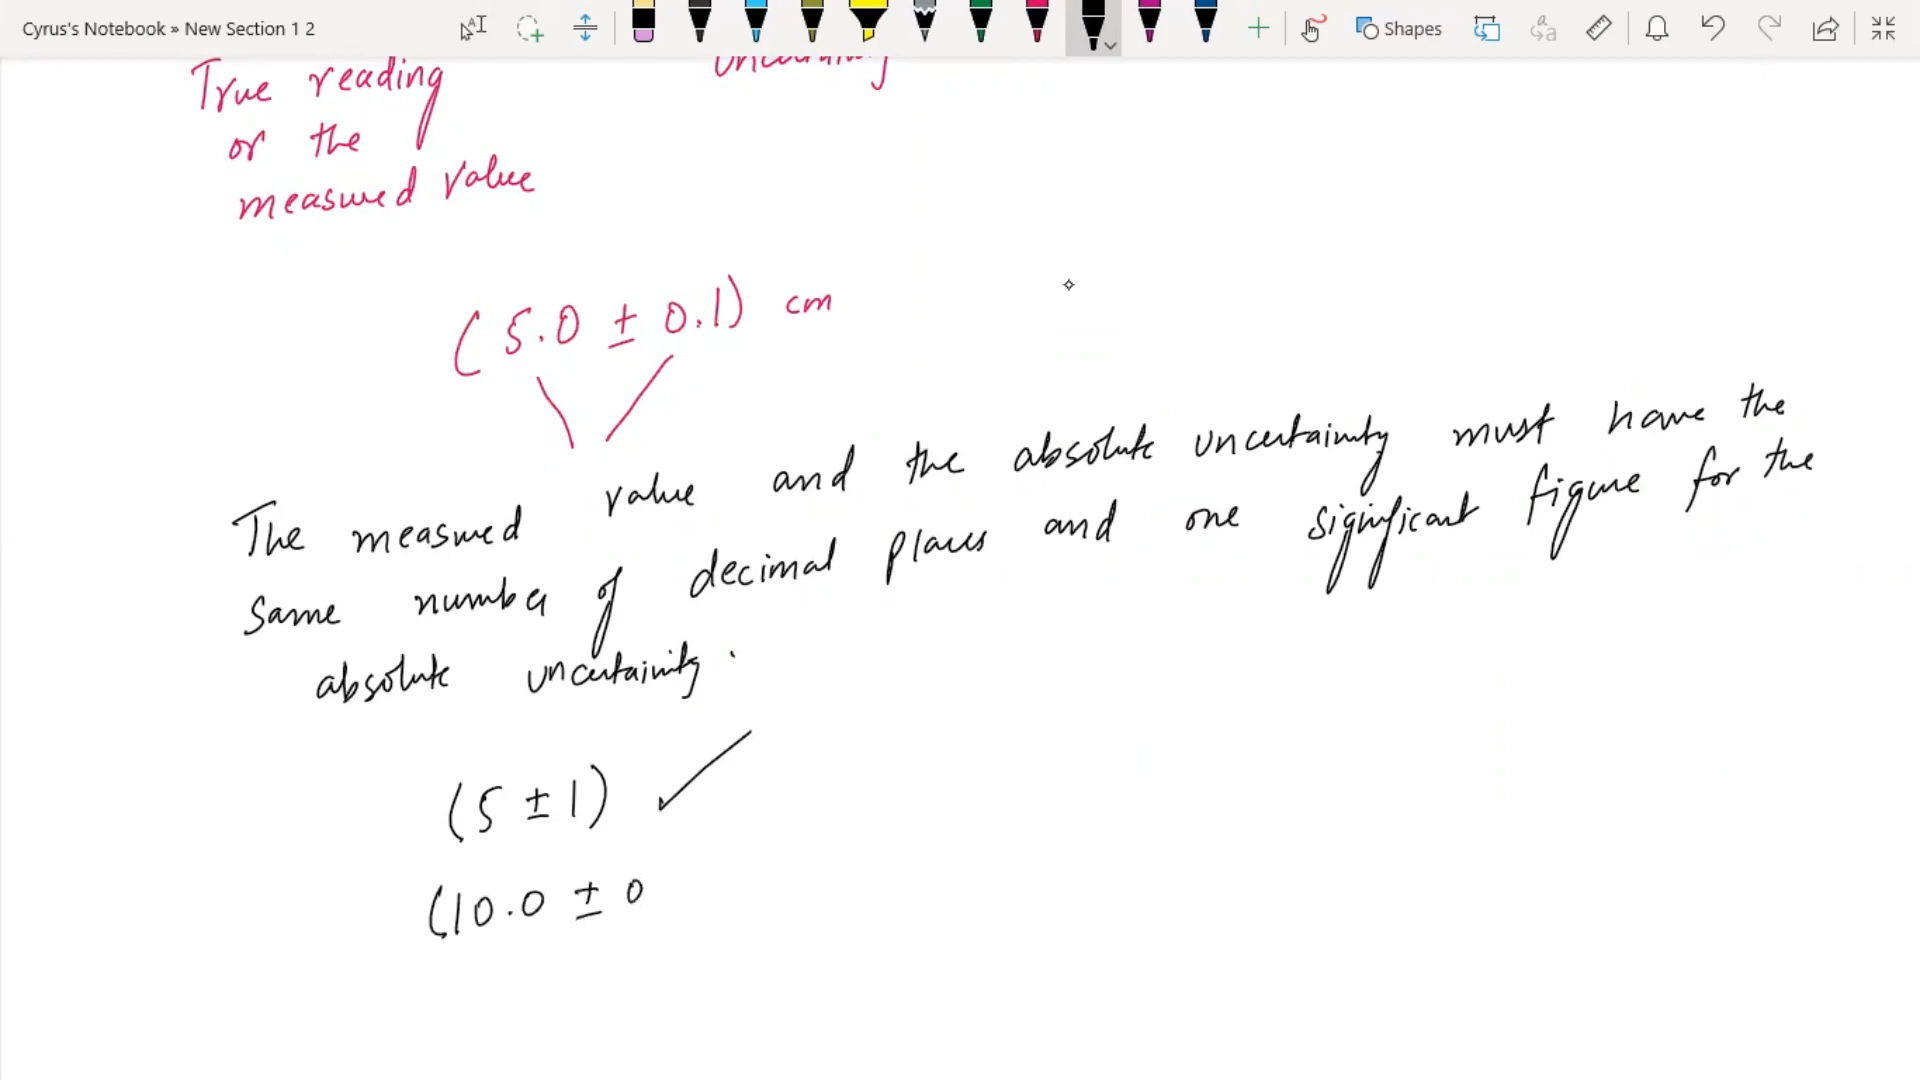 Cyrus's Notebook » New Section 1 2
Shapes
True reading
or the
measured value
(5.0 ± 0.1) cm
The measured value and the absolute uncertainity must have the
same number of decimal places and one significant figure for the
absolute uncertainity.
(5 ± 1) ✓
(10.0 ± 0